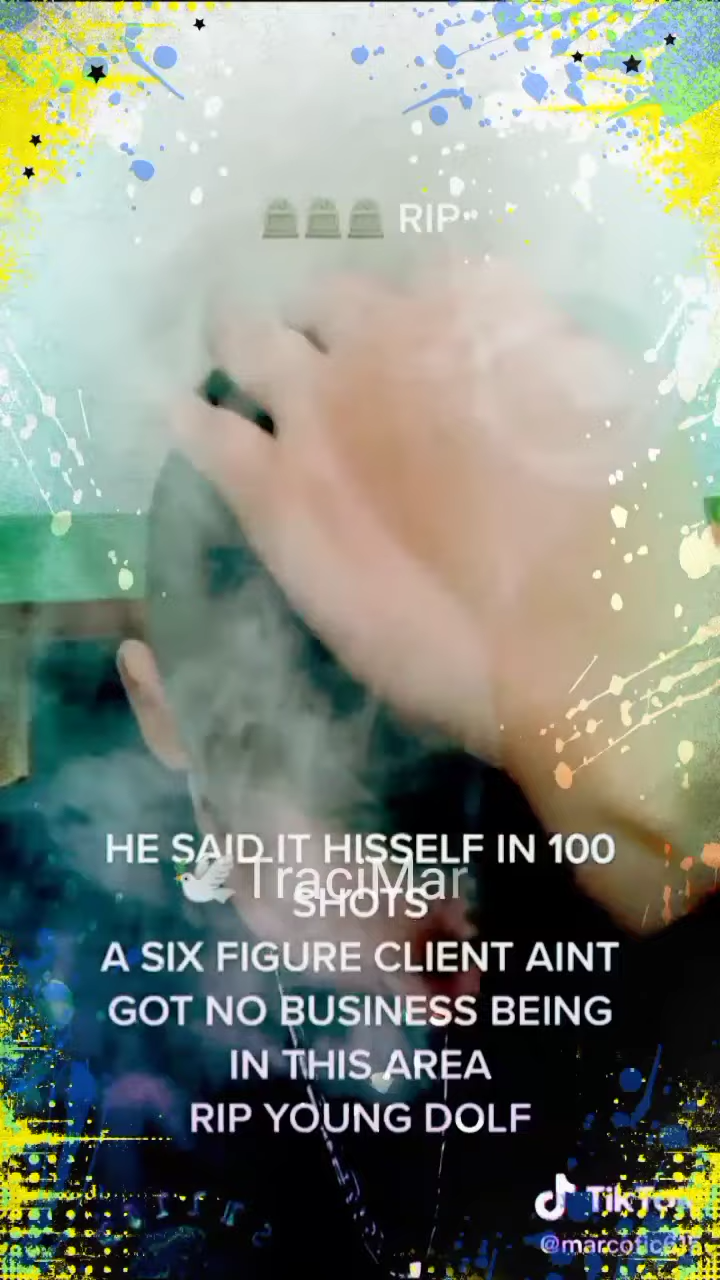 🪦🪦🪦 RIP
HE SAID IT HISSELF IN 100
🕊️ TraciMar
SHOTS
A SIX FIGURE CLIENT AINT
GOT NO BUSINESS BEING
IN THIS AREA
RIP YOUNG DOLF
TikTok